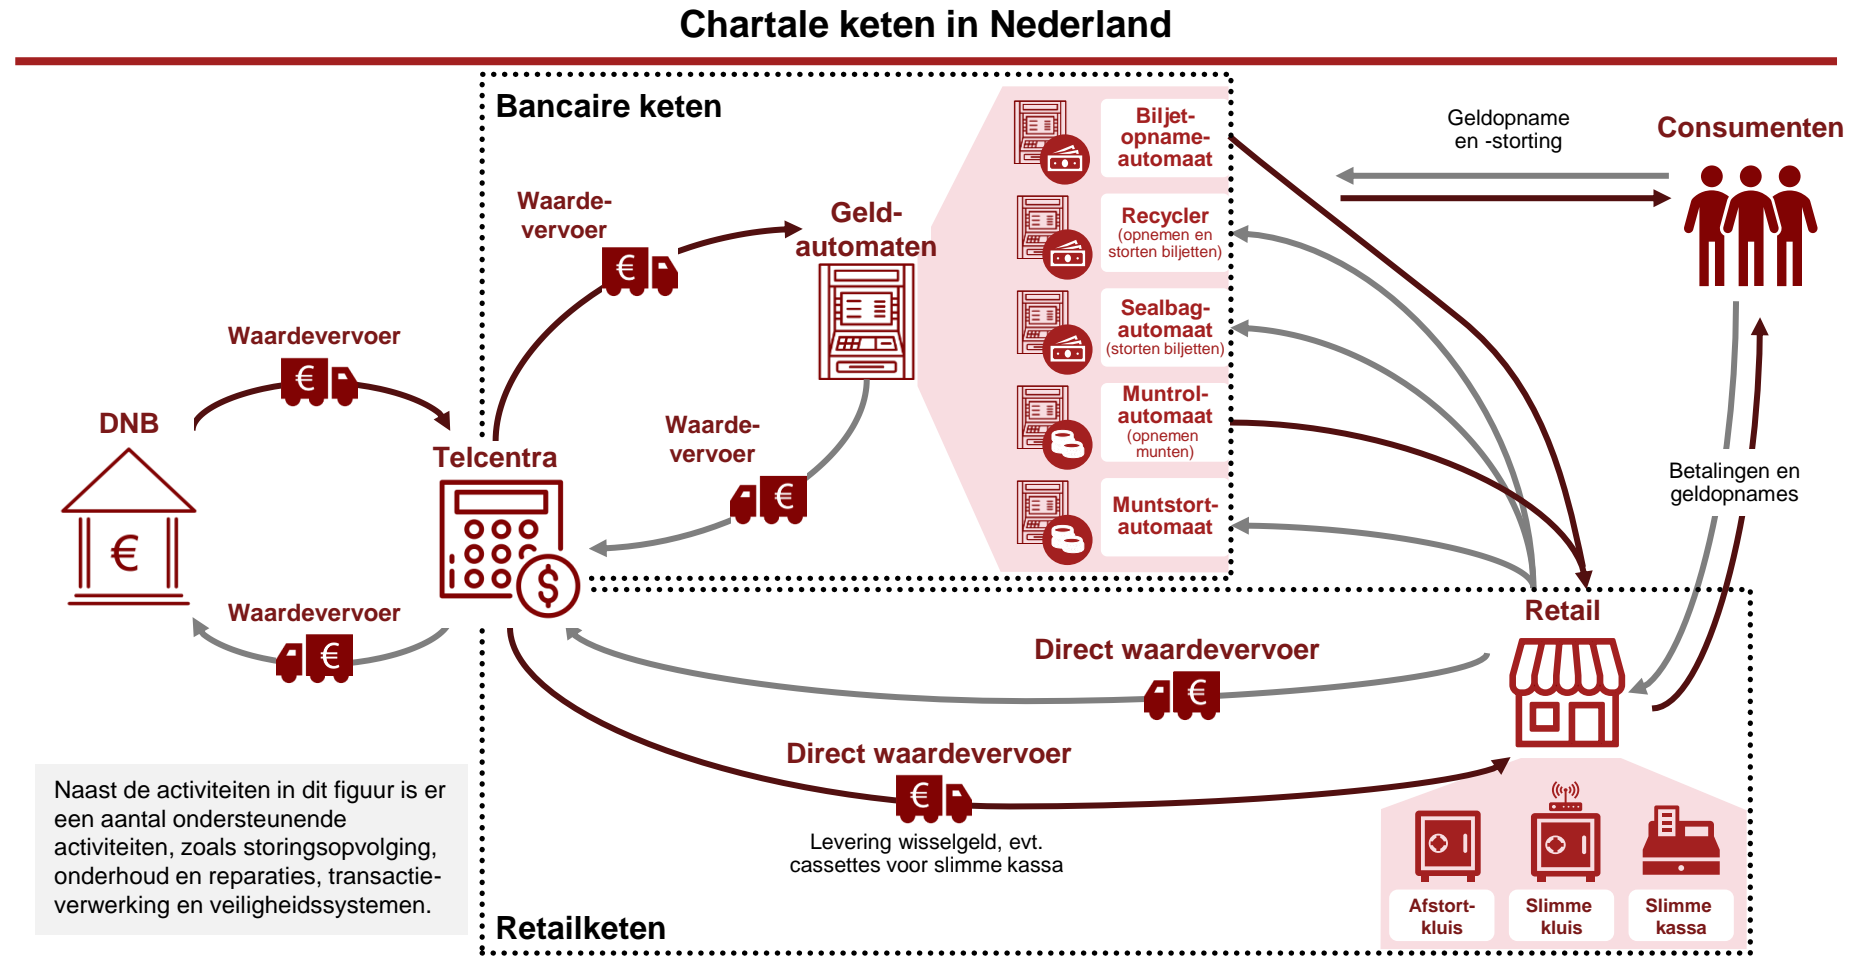 Chartale keten in Nederland
Bancaire keten
Biljet-
opname-
automaat
Geldopname
en -storting
Consumenten
Waarde-
vervoer
Geld-
automaten
Recycler
(opnemen en
storten biljetten)
€
Sealbag-
automaat
(storten biljetten)
Waardevervoer
€
DNB
Muntrol-
automaat
(opnemen
munten)
Waarde-
vervoer
Telcentra
Betalingen en
geldopnames
€
Muntstort-
automaat
€
$
Waardevervoer
€
Retail
Direct waardevervoer
€
Direct waardevervoer
€
Levering wisselgeld, evt.
cassettes voor slimme kassa
Naast de activiteiten in dit figuur is er
een aantal ondersteunende
activiteiten, zoals storingsopvolging,
onderhoud en reparaties, transactie-
verwerking en veiligheidssystemen.
Afstort-
kluis
Slimme
kluis
Slimme
kassa
Retailketen